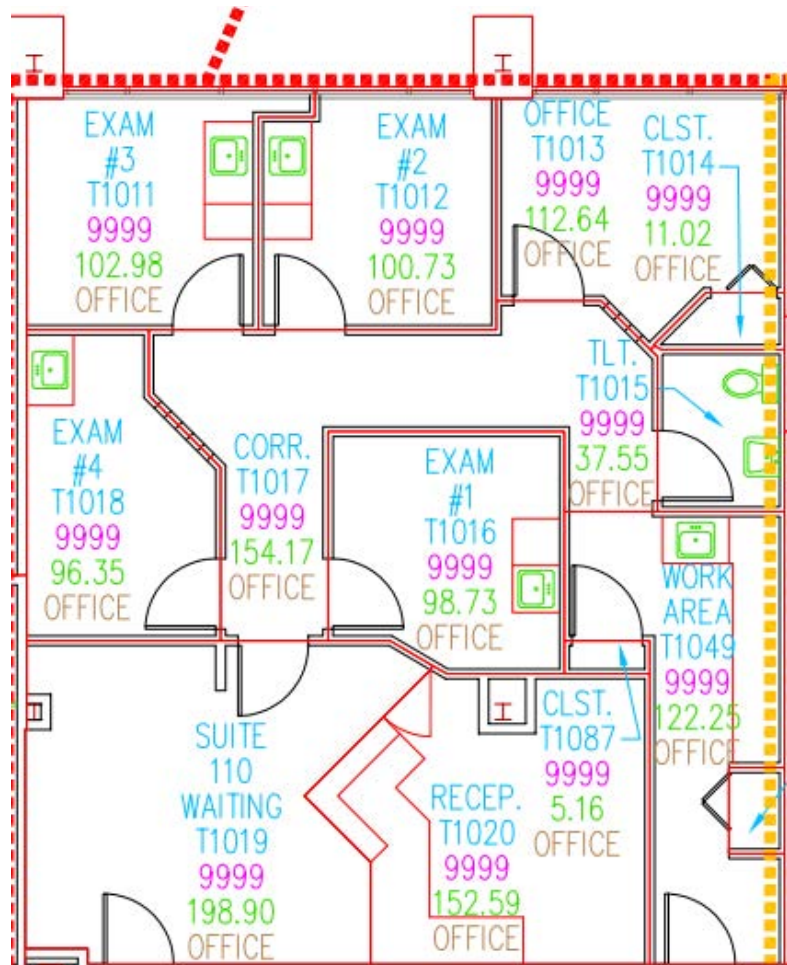 EXAM
#3
T1011
9999
102.98
OFFICE
EXAM
#2
T1012
9999
100.73
OFFICE
OFFICE
T1013
9999
112.64
OFFICE
CLST.
T1014
9999
11.02
OFFICE
TLT.
T1015
9999
37.55
OFFICE
EXAM
#4
T1018
9999
96.35
OFFICE
CORR.
T1017
9999
154.17
OFFICE
EXAM
#1
T1016
9999
98.73
OFFICE
WORK
AREA
T1049
9999
122.25
OFFICE
SUITE
110
WAITING
T1019
9999
198.90
OFFICE
RECEP.
T1020
9999
152.59
OFFICE
CLST.
T1087
9999
5.16
OFFICE